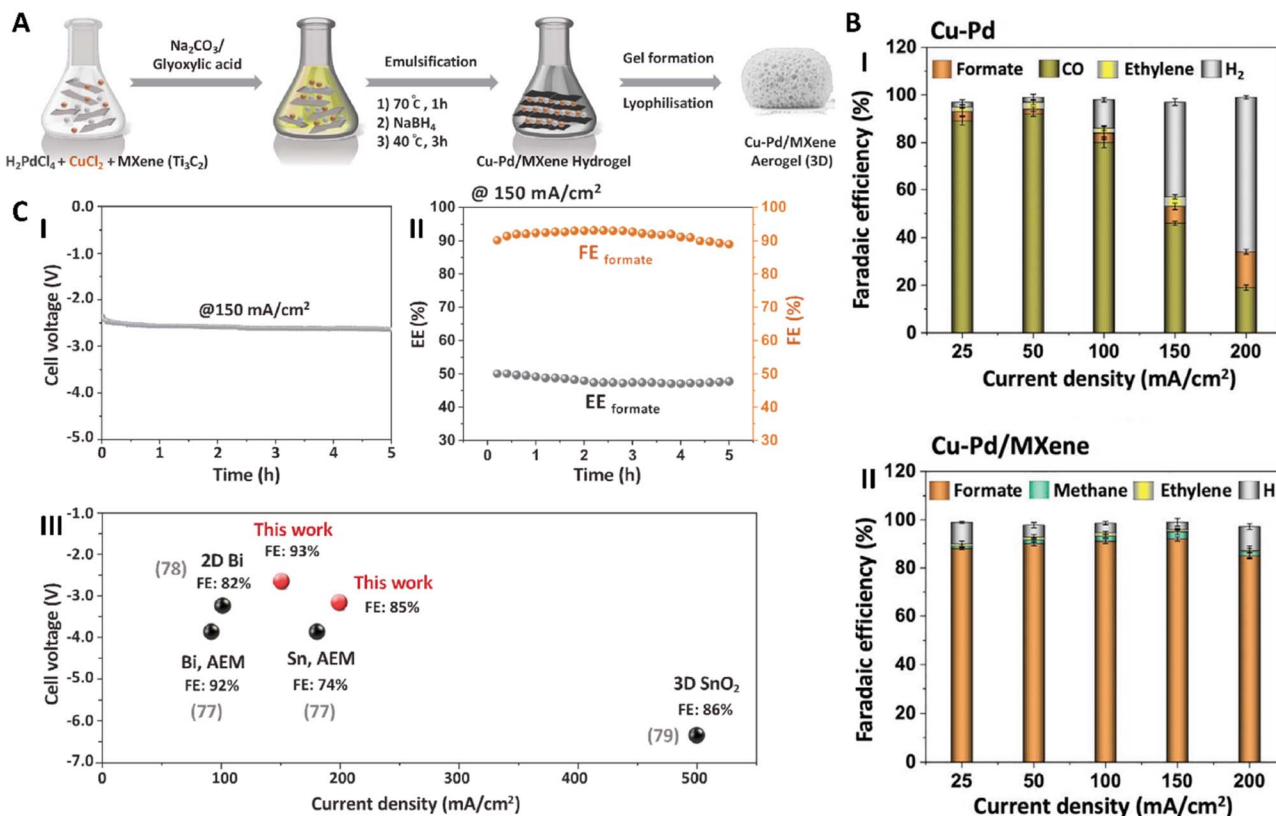 A
Na₂CO₃/
Glyoxylic acid
Emulsification
1) 70℃, 1h
2) NaBH₄
3) 40℃, 3h
Gel formation
Lyophilisation
H₂PdCl₄ + CuCl₂ + MXene (Ti₃C₂)
Cu-Pd/MXene Hydrogel
Cu-Pd/MXene
Aerogel (3D)
B
Cu-Pd
I
Formate CO Ethylene H₂
Faradaic efficiency (%)
120
100
80
60
40
20
0
25 50 100 150 200
Current density (mA/cm²)
Cu-Pd/MXene
II
Formate Methane Ethylene H
Faradaic efficiency (%)
120
100
80
60
40
20
0
25 50 100 150 200
Current density (mA/cm²)
C
I
Cell voltage (V)
0.0
-1.0
-2.0
-3.0
-4.0
-5.0
@150 mA/cm²
0 1 2 3 4 5
Time (h)
II
@ 150 mA/cm²
EE (%)
100
90
80
70
60
50
40
30
FE formate
EE formate
100
90
80
70
60
50
40
30
FE (%)
0 1 2 3 4 5
Time (h)
III
Cell voltage (V)
-1.0
-2.0
-3.0
-4.0
-5.0
-6.0
-7.0
This work
FE: 93%
(78)
2D Bi
FE: 82%
This work
FE: 85%
Bi, AEM
FE: 92%
(77)
Sn, AEM
FE: 74%
(77)
3D SnO₂
FE: 86%
(79)
0 100 200 300 400 500
Current density (mA/cm²)